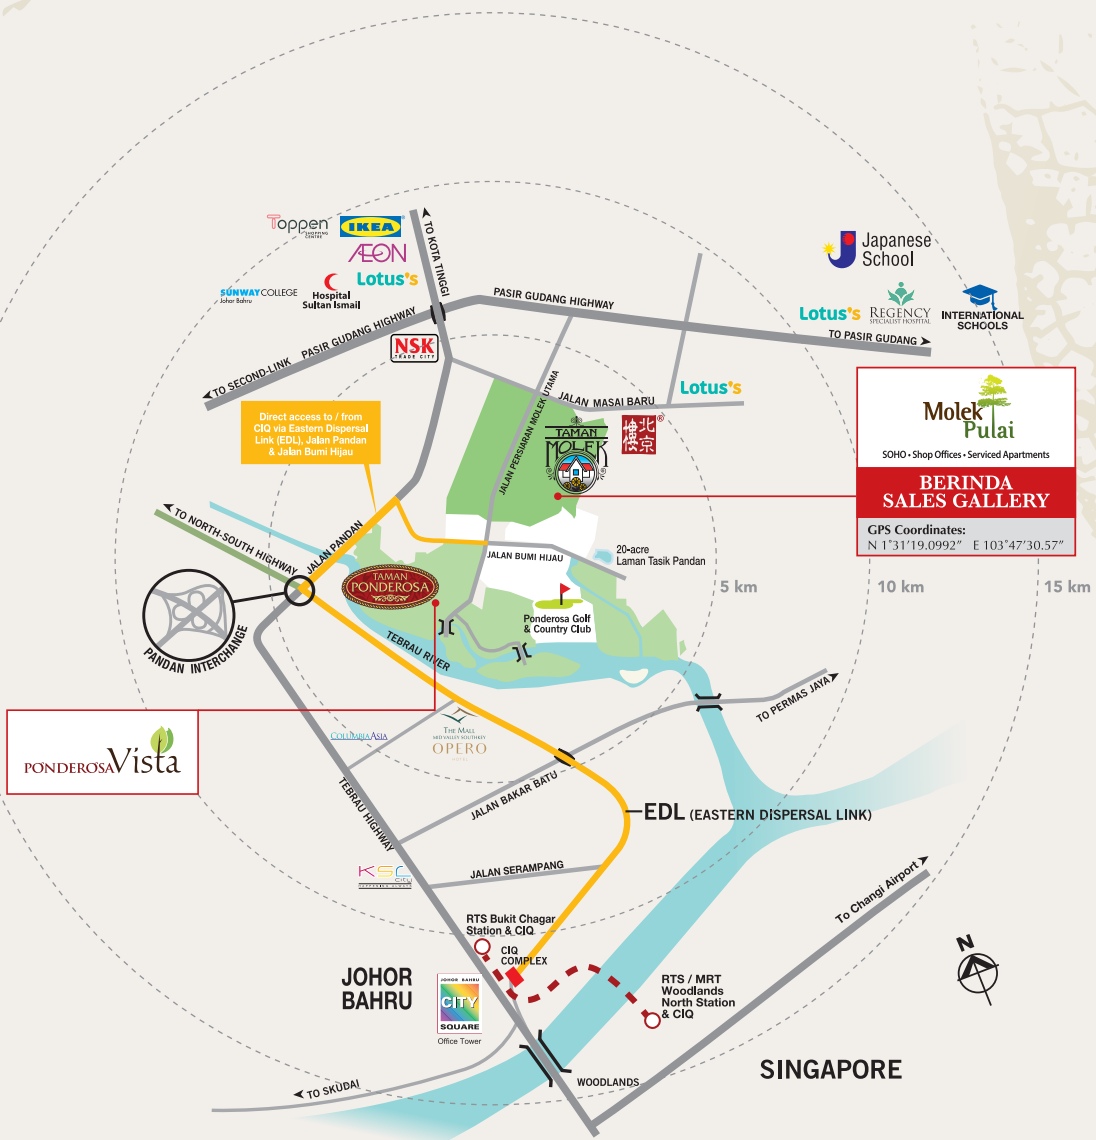 Toppen
SHOPPING
CENTRE
IKEA
ÆON
Lotus's
SUNWAY COLLEGE
Johor Bahru
Hospital
Sultan Ismail
TO KOTA TINGGI
Japanese
School
PASIR GUDANG HIGHWAY
Lotus's
REGENCY
SPECIALIST HOSPITAL
INTERNATIONAL
SCHOOLS
TO PASIR GUDANG
PASIR GUDANG HIGHWAY
TO SECOND-LINK
NSK
TRADE CITY
Lotus's
JALAN MASAI BARU
JALAN PERSIARAN MOLEK UTAMA
Direct access to / from
CIQ via Eastern Dispersal
Link (EDL), Jalan Pandan
& Jalan Bumi Hijau
TAMAN
MOLEK
北京
樓
Molek
Pulai
SOHO • Shop Offices • Serviced Apartments
BERINDA
SALES GALLERY
GPS Coordinates:
N 1°31'19.0992" E 103°47'30.57"
TO NORTH-SOUTH HIGHWAY
JALAN PANDAN
JALAN BUMI HIJAU
20-acre
Laman Tasik Pandan
TAMAN
PONDEROSA
5 km
10 km
15 km
Ponderosa Golf
& Country Club
PANDAN INTERCHANGE
TEBRAU RIVER
TO PERMAS JAYA
PONDEROSA Vista
COLUMBIA ASIA
THE MALL
MID VALLEY SOUTHKEY
OPERO
HOTEL
TEBRAU HIGHWAY
JALAN BAKAR BATU
EDL (EASTERN DISPERSAL LINK)
KSL
City
JALAN SERAMPANG
To Changi Airport
RTS Bukit Chagar
Station & CIQ
CIQ
COMPLEX
N
JOHOR
BAHRU
JOHOR BAHRU
CITY
SQUARE
Office Tower
RTS / MRT
Woodlands
North Station
& CIQ
SINGAPORE
WOODLANDS
TO SKUDAI